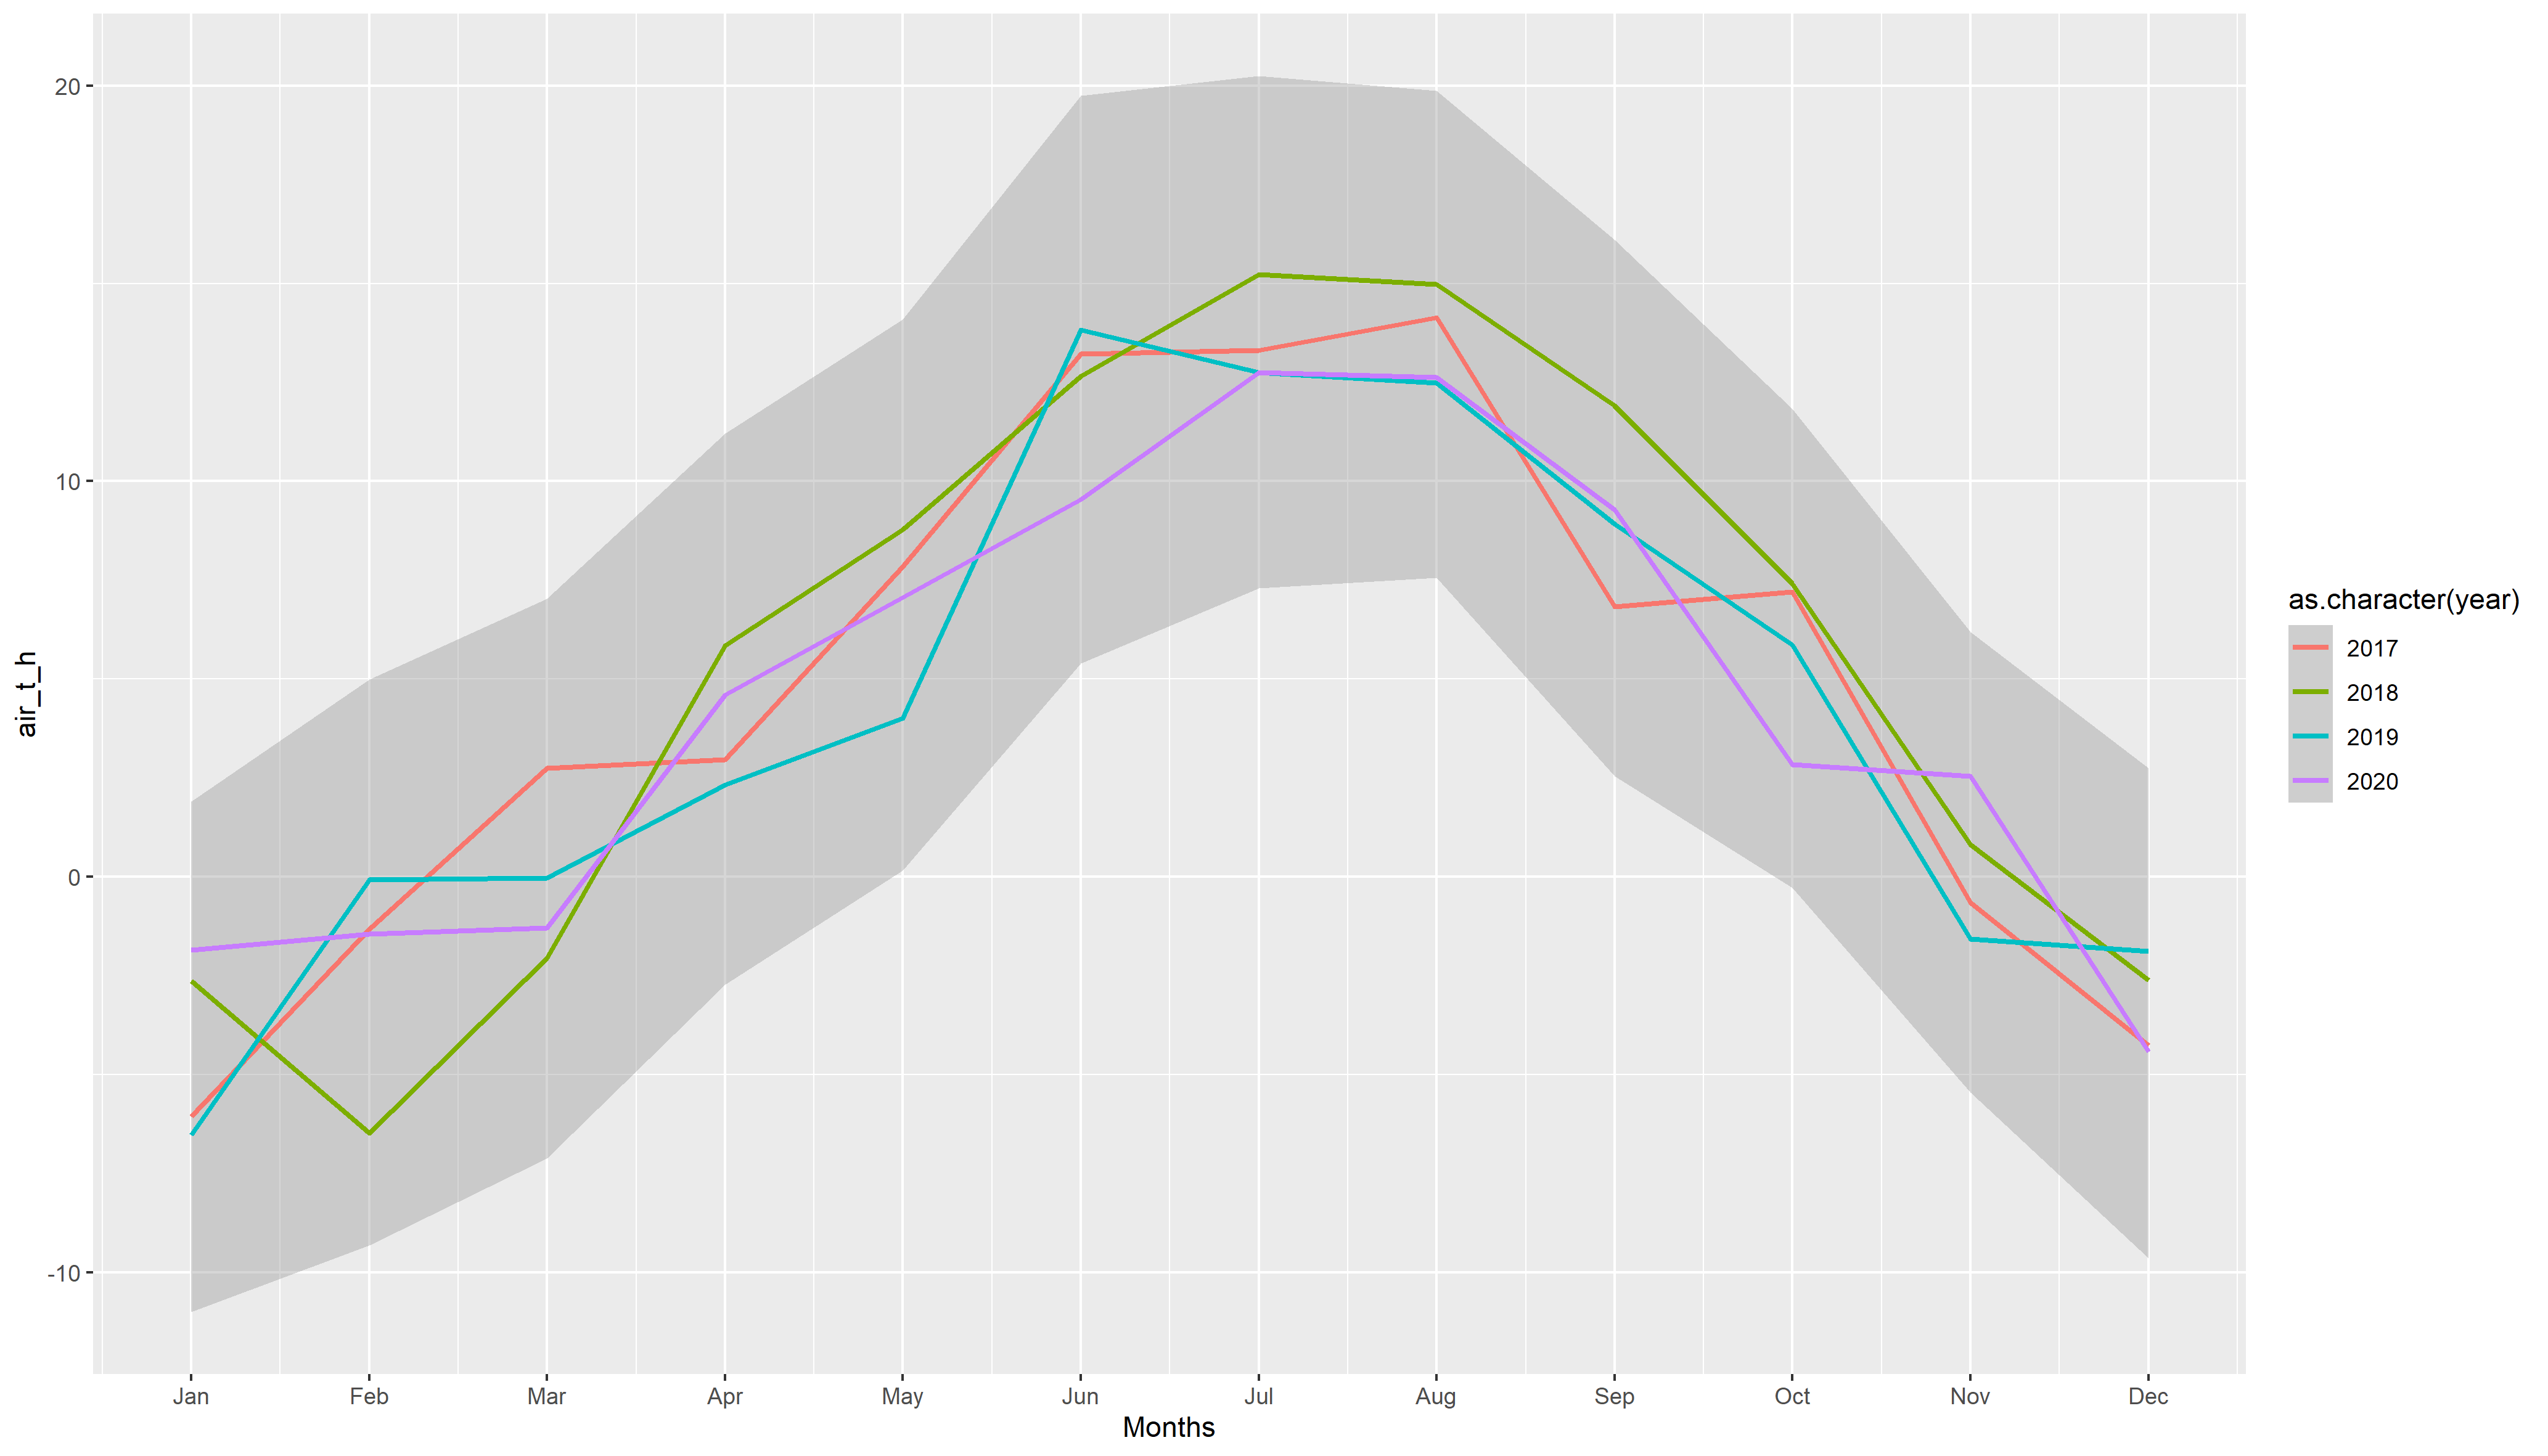 20
10
0
-10
air_t_h
Jan Feb Mar Apr May Jun Jul Aug Sep Oct Nov Dec
Months
as.character(year)
2017
2018
2019
2020